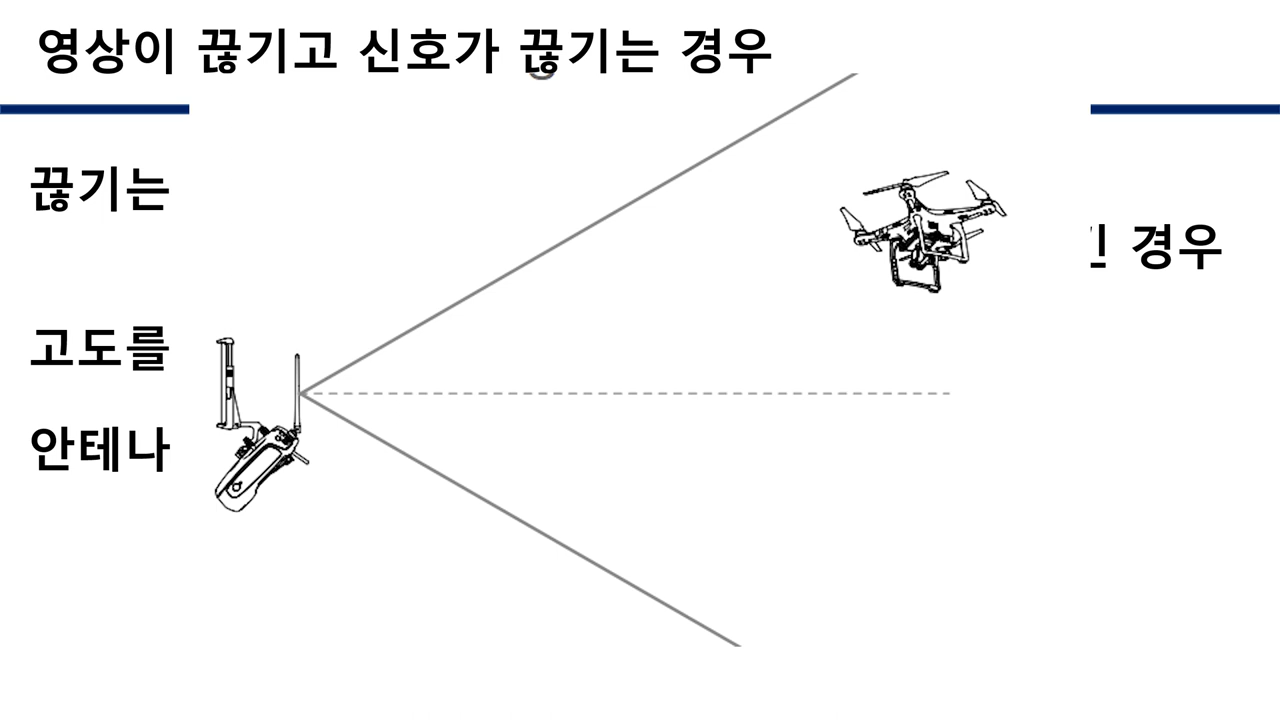 영상이 끊기고 신호가 끊기는 경우
끊기는
경우
고도를
안테나